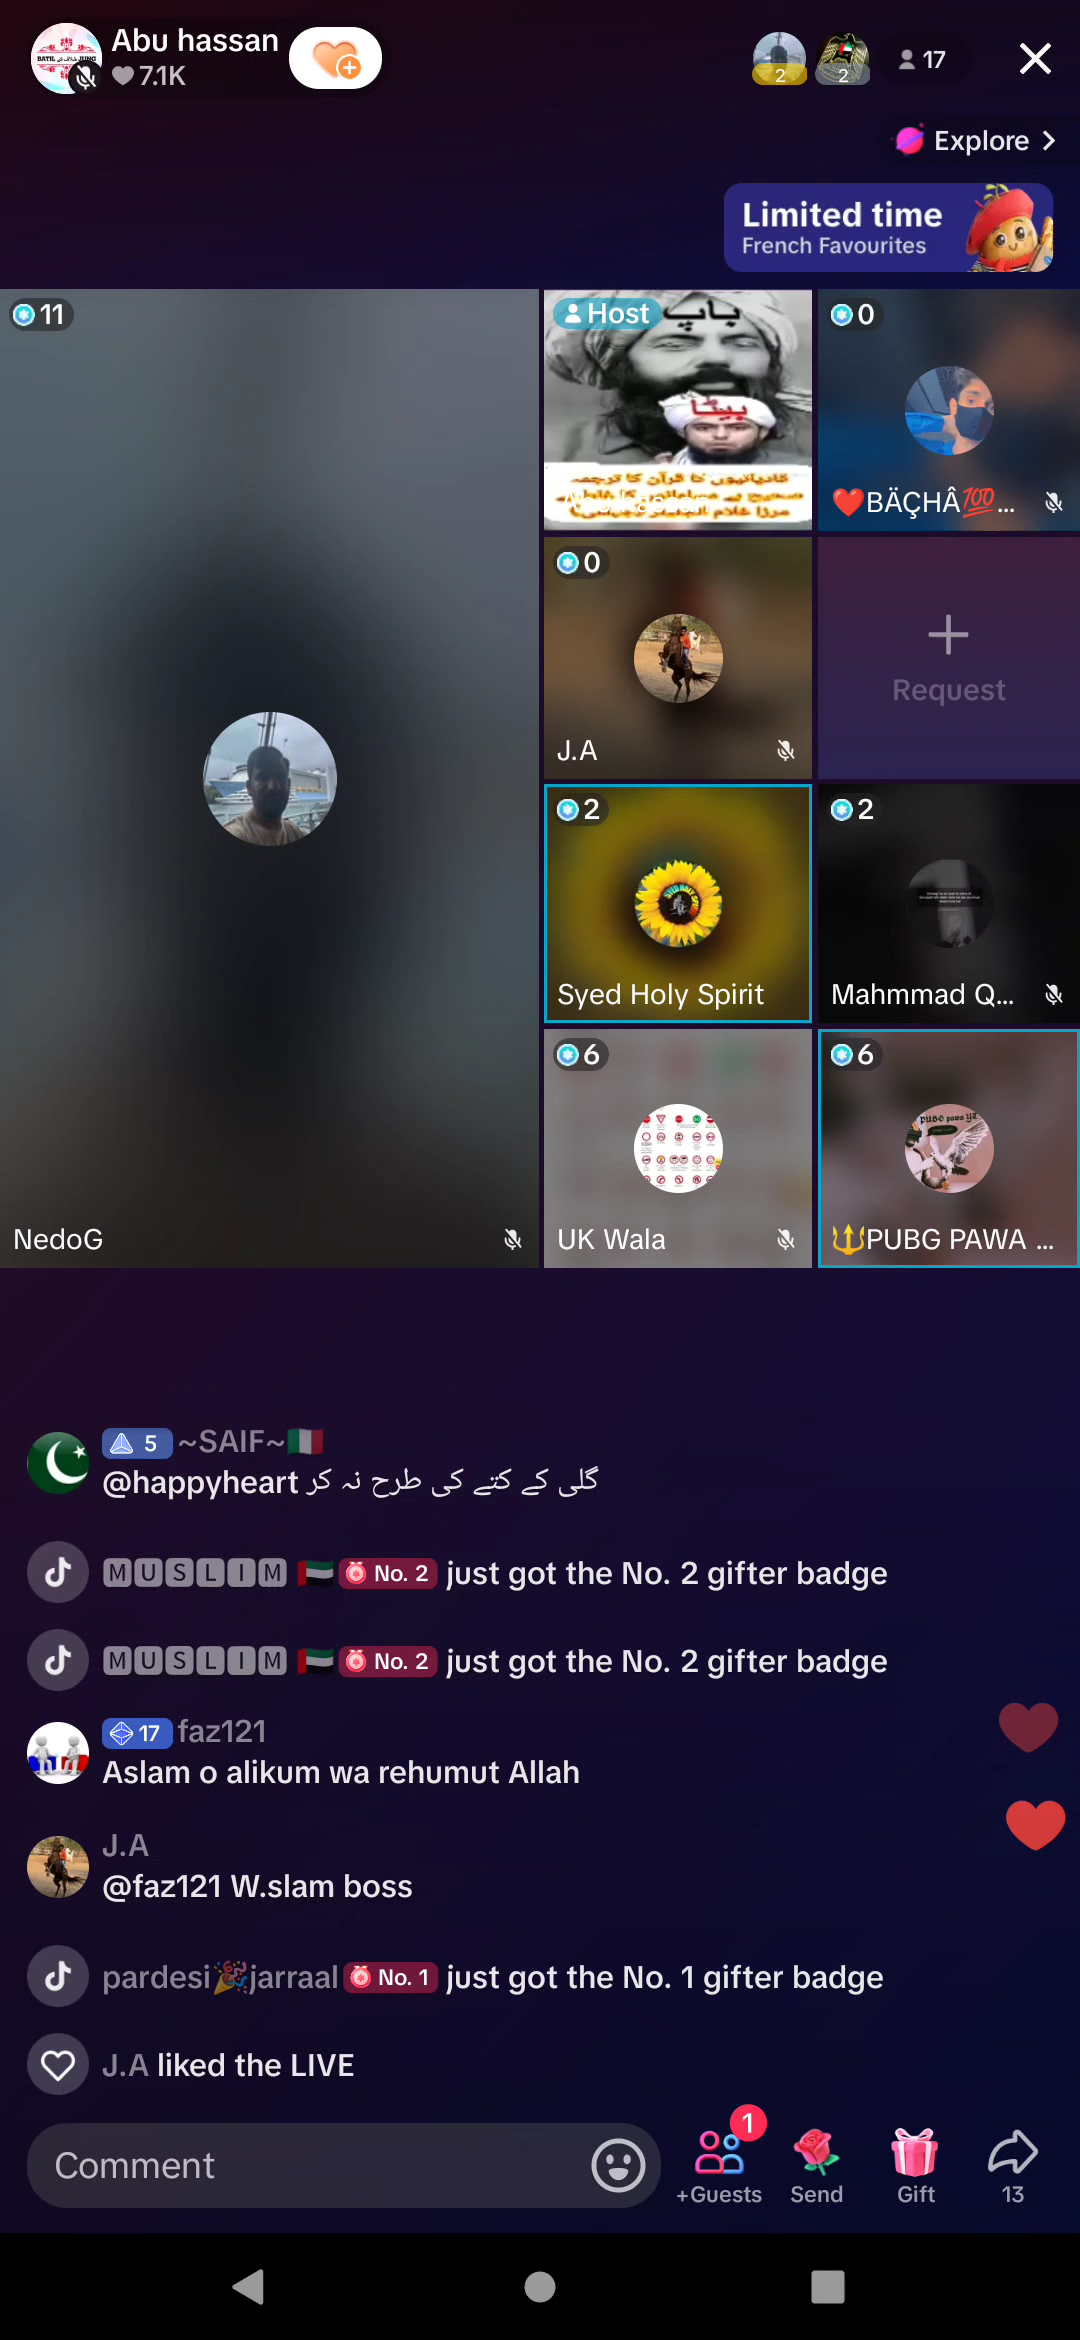 Abu hassan
7.1K
2
2
17
Explore
Limited time
French Favourites
11
Host
باپ
بیٹا
0
❤️BÄÇHÂ💯...
0
J.A
Request
2
Syed Holy Spirit
2
Mahmmad Q...
6
UK Wala
6
🔱PUBG PAWA ...
NedoG
5 ~SAIF~🇮🇹
@happyheart گلی کے کتے کی طرح نہ کر
MUSLIM 🇦🇪 No. 2 just got the No. 2 gifter badge
MUSLIM 🇦🇪 No. 2 just got the No. 2 gifter badge
17 faz121
Aslam o alikum wa rehumut Allah
J.A
@faz121 W.slam boss
pardesi🎉jarraal No. 1 just got the No. 1 gifter badge
J.A liked the LIVE
Comment
1
+Guests
Send
Gift
13